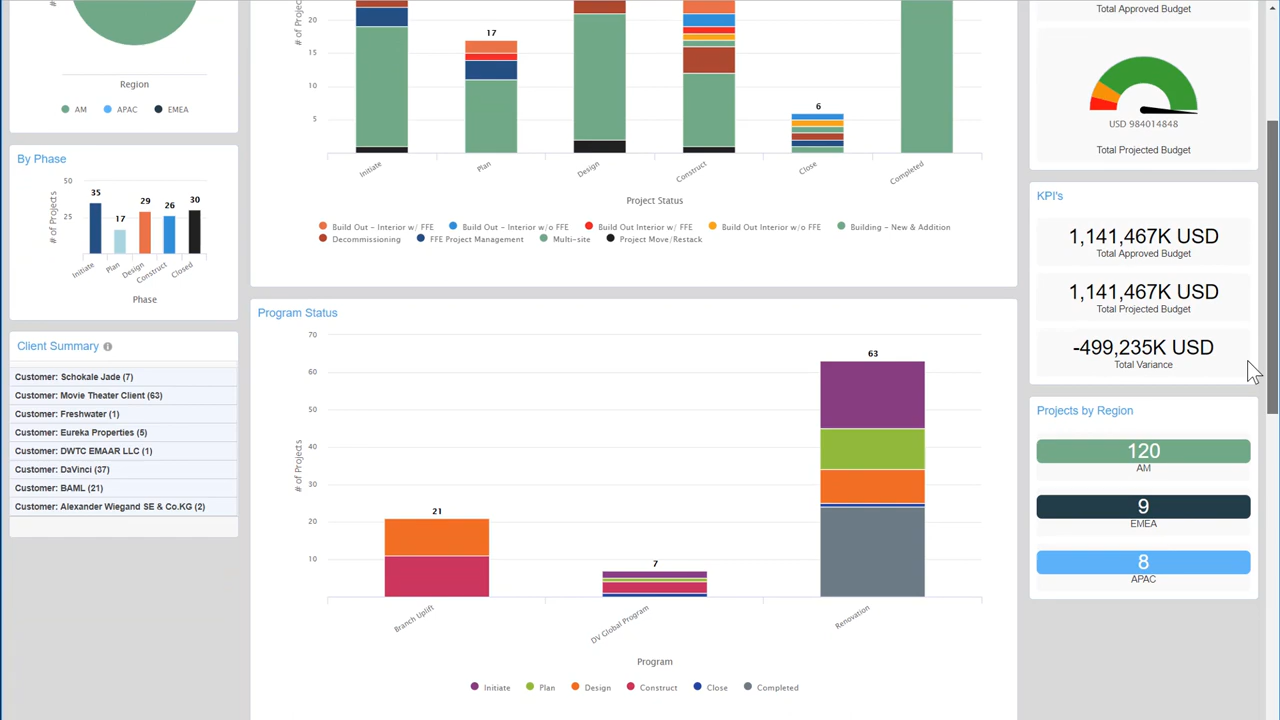 Region
AM APAC EMEA
By Phase
50
25
# of Projects
35
17
29
26
30
Initiate
Plan
Design
Construct
Closed
Phase
Client Summary
Customer: Schokale Jade (7)
Customer: Movie Theater Client (63)
Customer: Freshwater (1)
Customer: Eureka Properties (5)
Customer: DWTC EMAAR LLC (1)
Customer: DaVinci (37)
Customer: BAML (21)
Customer: Alexander Wiegand SE & Co.KG (2)
20
15
10
5
17
6
Initiate
Plan
Design
Construct
Close
Completed
Project Status
Build Out - Interior w/ FFE Build Out - Interior w/o FFE Build Out Interior w/ FFE Build Out Interior w/o FFE Building - New & Addition
Decommissioning FFE Project Management Multi-site Project Move/Restack
Program Status
70
60
50
40
30
20
10
# of Projects
21
7
63
Branch Uplift
DV Global Program
Renovation
Program
Initiate Plan Design Construct Close Completed
Total Approved Budget
USD 984014848
Total Projected Budget
KPI's
1,141,467K USD
Total Approved Budget
1,141,467K USD
Total Projected Budget
-499,235K USD
Total Variance
Projects by Region
120
AM
9
EMEA
8
APAC